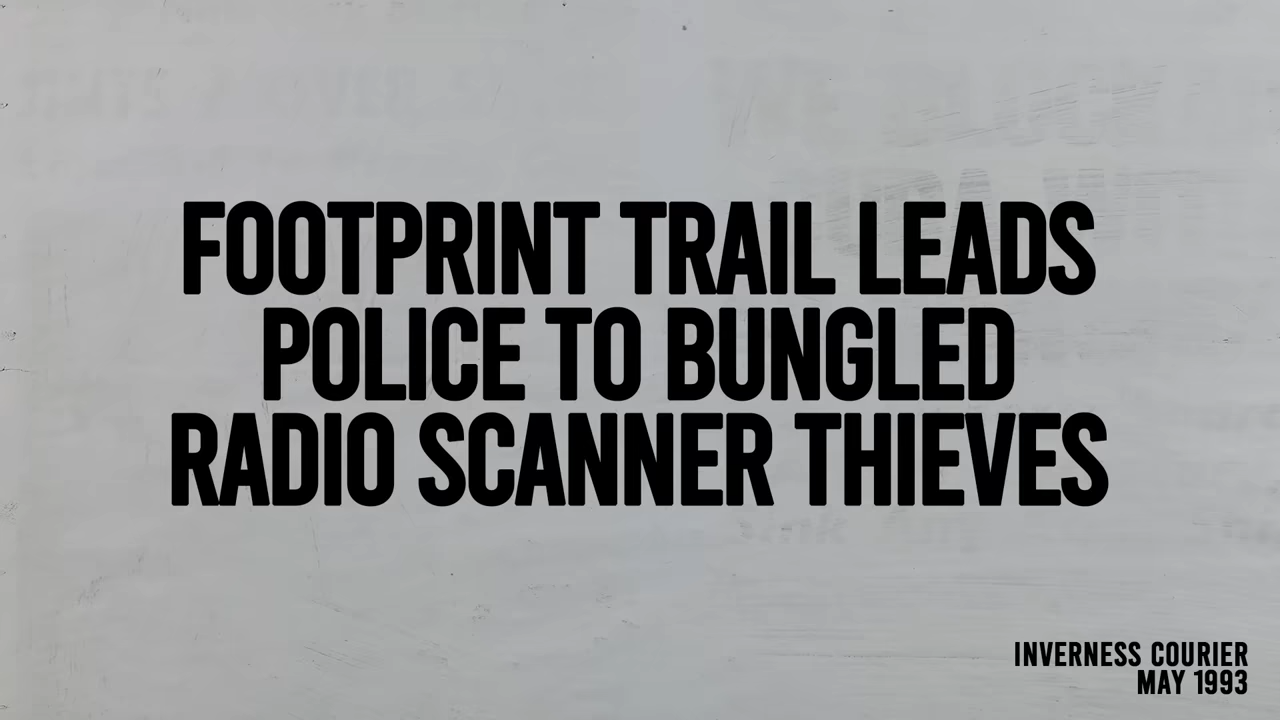 FOOTPRINT TRAIL LEADS
POLICE TO BUNGLED
RADIO SCANNER THIEVES
INVERNESS COURIER
MAY 1993